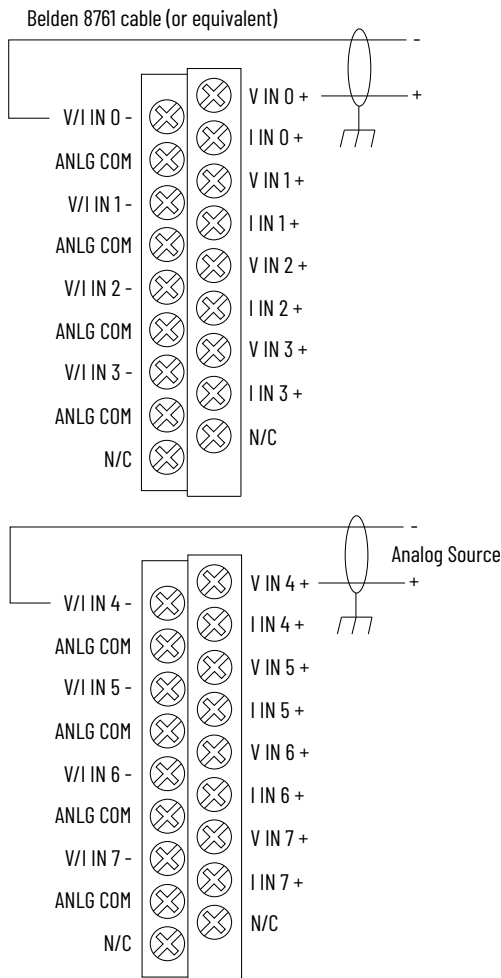 Belden 8761 cable (or equivalent)
-
V IN 0 +
+
V/I IN 0 -
I IN 0 +
ANLG COM
V IN 1 +
V/I IN 1 -
I IN 1 +
ANLG COM
V IN 2 +
V/I IN 2 -
I IN 2 +
ANLG COM
V IN 3 +
V/I IN 3 -
I IN 3 +
ANLG COM
N/C
N/C
-
Analog Source
V IN 4 +
+
V/I IN 4 -
I IN 4 +
ANLG COM
V IN 5 +
V/I IN 5 -
I IN 5 +
ANLG COM
V IN 6 +
V/I IN 6 -
I IN 6 +
ANLG COM
V IN 7 +
V/I IN 7 -
I IN 7 +
ANLG COM
N/C
N/C